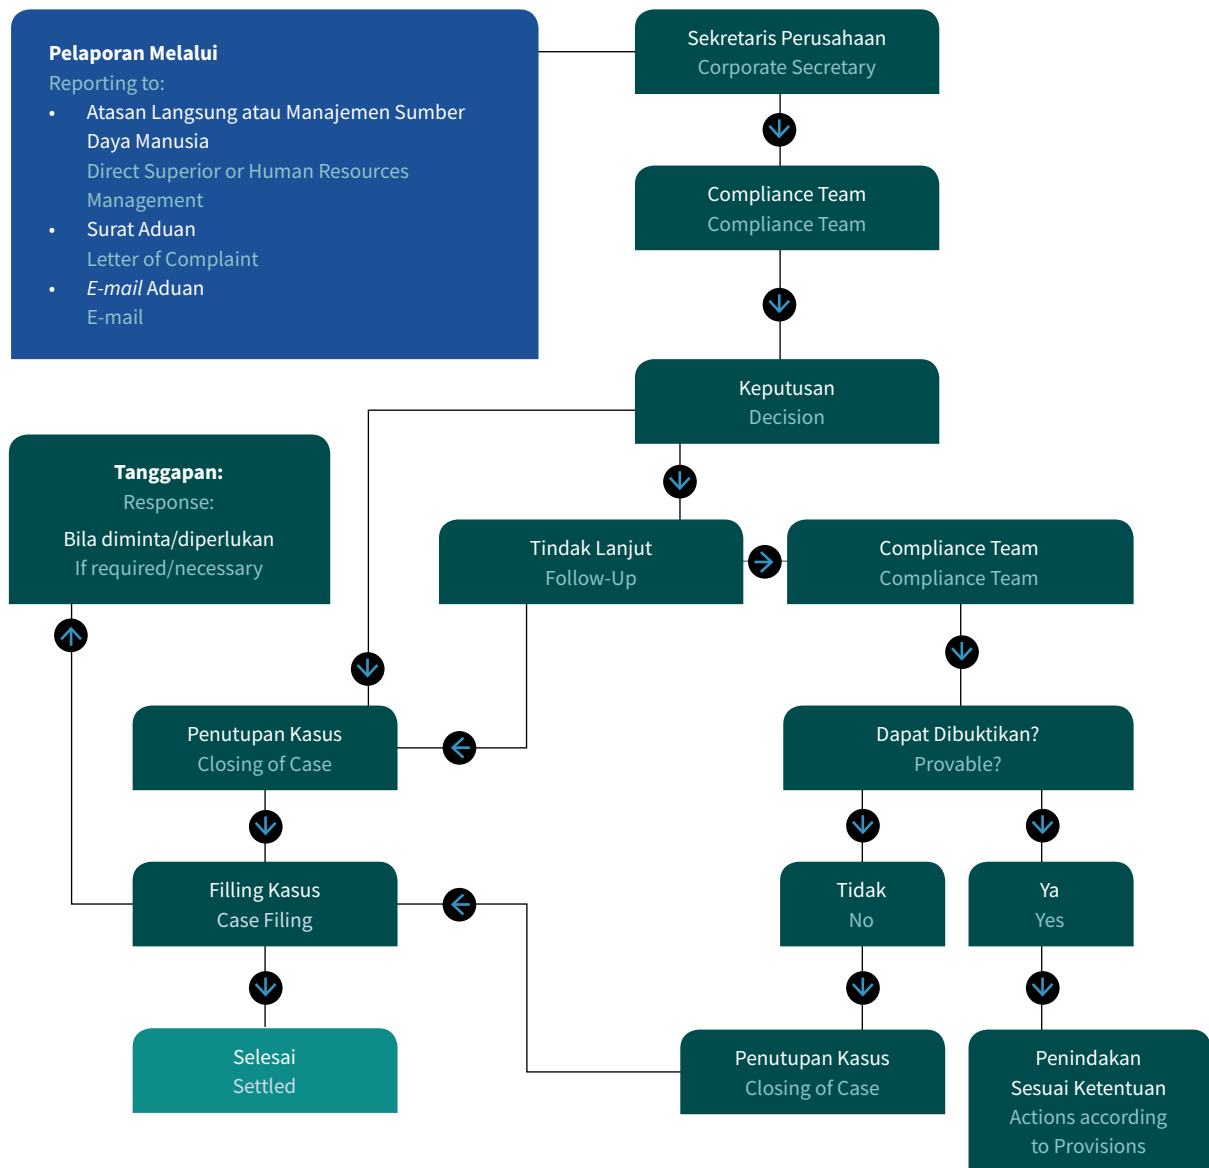 Pelaporan Melalui
Reporting to:
• Atasan Langsung atau Manajemen Sumber
Daya Manusia
Direct Superior or Human Resources
Management
• Surat Aduan
Letter of Complaint
• E-mail Aduan
E-mail
Sekretaris Perusahaan
Corporate Secretary
Compliance Team
Compliance Team
Keputusan
Decision
Tanggapan:
Response:
Bila diminta/diperlukan
If required/necessary
Tindak Lanjut
Follow-Up
Compliance Team
Compliance Team
Penutupan Kasus
Closing of Case
Dapat Dibuktikan?
Provable?
Filling Kasus
Case Filing
Tidak
No
Ya
Yes
Selesai
Settled
Penutupan Kasus
Closing of Case
Penindakan
Sesuai Ketentuan
Actions according
to Provisions